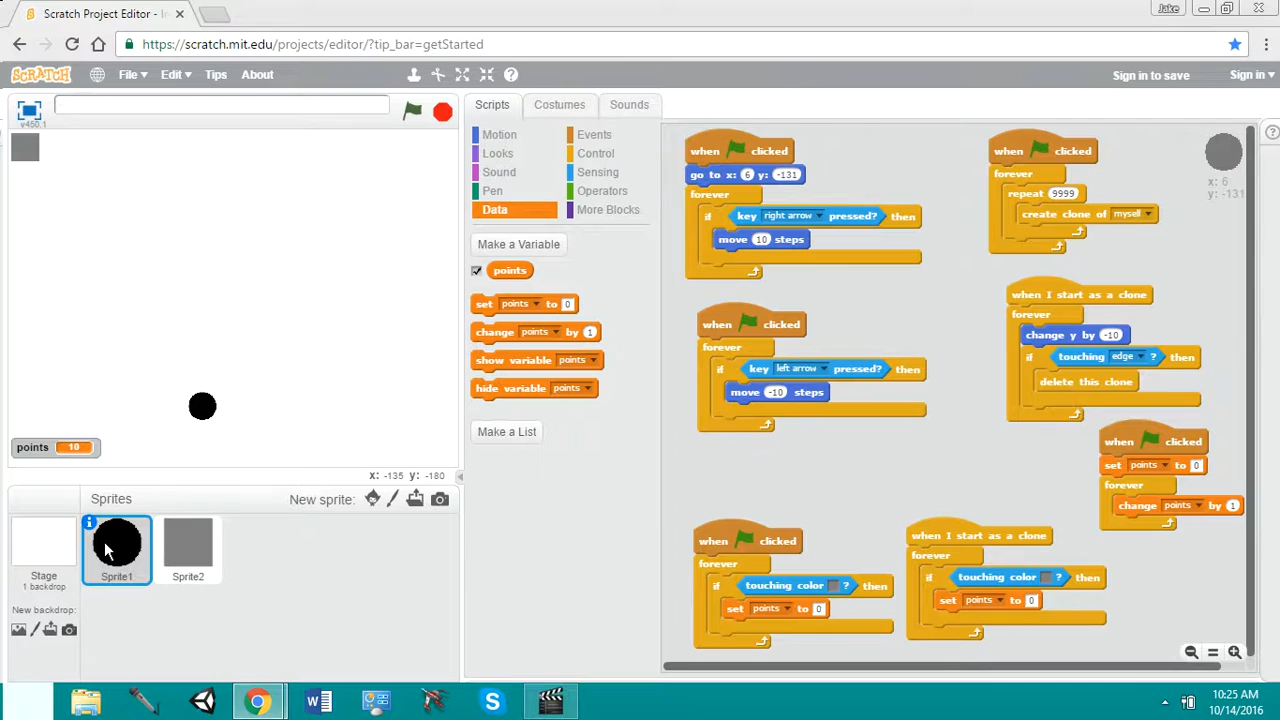 Scratch Project Editor - I
Jake
https://scratch.mit.edu/projects/editor/?tip_bar=getStarted
SCRATCH
File
Edit
Tips
About
Sign in to save
Sign in
v450.1
points 10
x: -135 y: -180
Sprites
New sprite:
Stage
1 backdrop
New backdrop:
Sprite1
Sprite2
Scripts
Costumes
Sounds
Motion
Looks
Sound
Pen
Data
Events
Control
Sensing
Operators
More Blocks
Make a Variable
points
set points to 0
change points by 1
show variable points
hide variable points
Make a List
when clicked
go to x: 6 y: -131
forever
if key right arrow pressed? then
move 10 steps
when clicked
forever
if key left arrow pressed? then
move -10 steps
when clicked
forever
if touching color ? then
set points to 0
when clicked
forever
repeat 9999
create clone of myself
when I start as a clone
forever
change y by -10
if touching edge ? then
delete this clone
when clicked
set points to 0
forever
change points by 1
when I start as a clone
forever
if touching color ? then
set points to 0
x: 6
y: -131
10:25 AM
10/14/2016